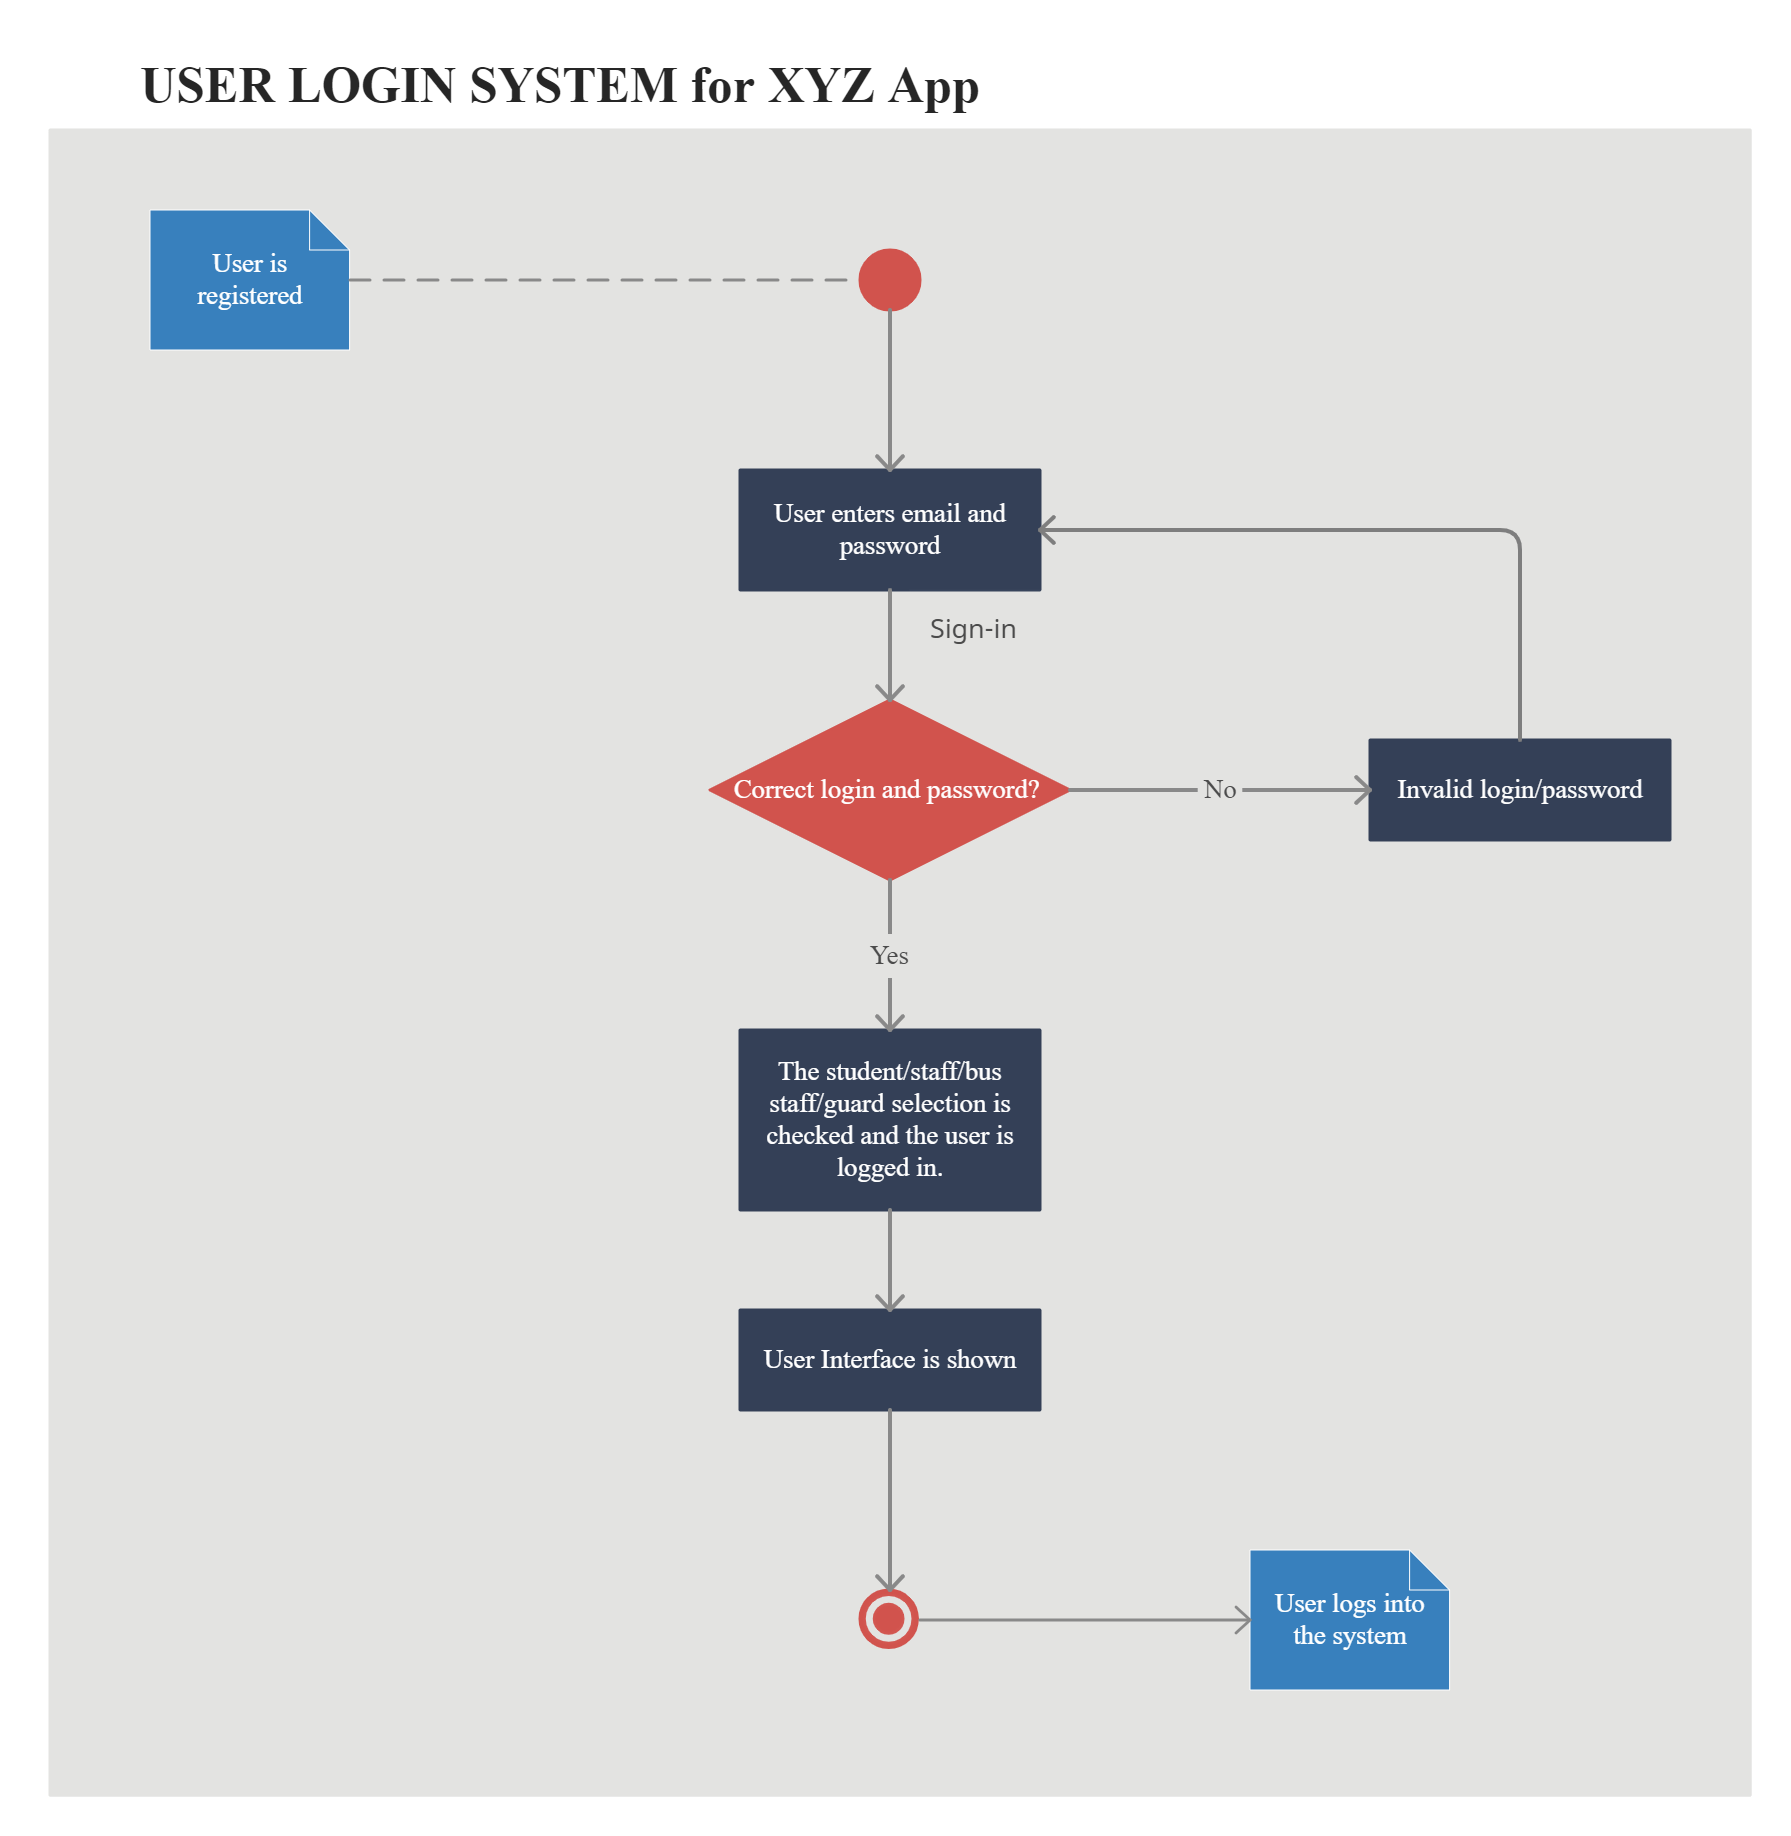 USER LOGIN SYSTEM for XYZ App
User is
registered
User enters email and
password
Sign-in
Correct login and password?
No
Invalid login/password
Yes
The student/staff/bus
staff/guard selection is
checked and the user is
logged in.
User Interface is shown
User logs into
the system